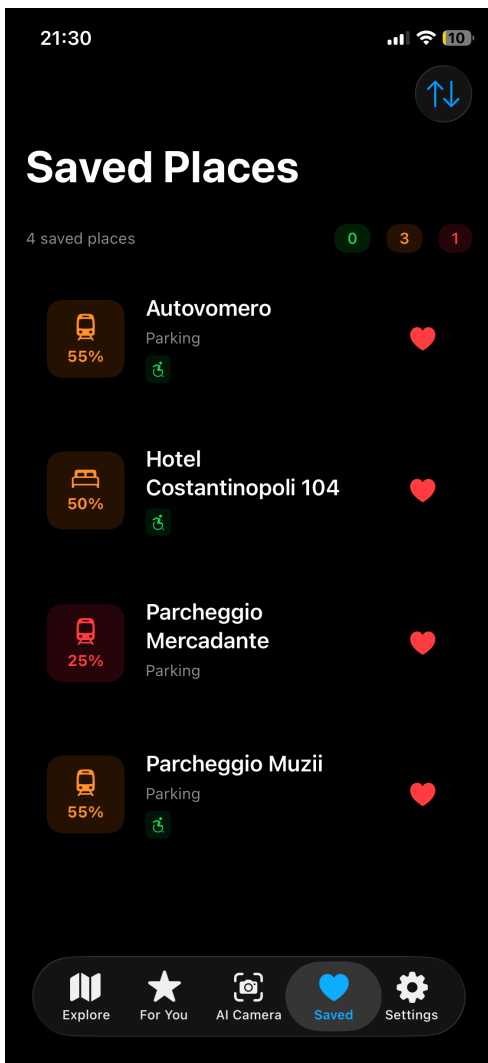 21:30
10
Saved Places
4 saved places
0
3
1
Autovomero
Parking
55%
Hotel
Costantinopoli 104
50%
Parcheggio
Mercadante
Parking
25%
Parcheggio Muzii
Parking
55%
Explore
For You
AI Camera
Saved
Settings